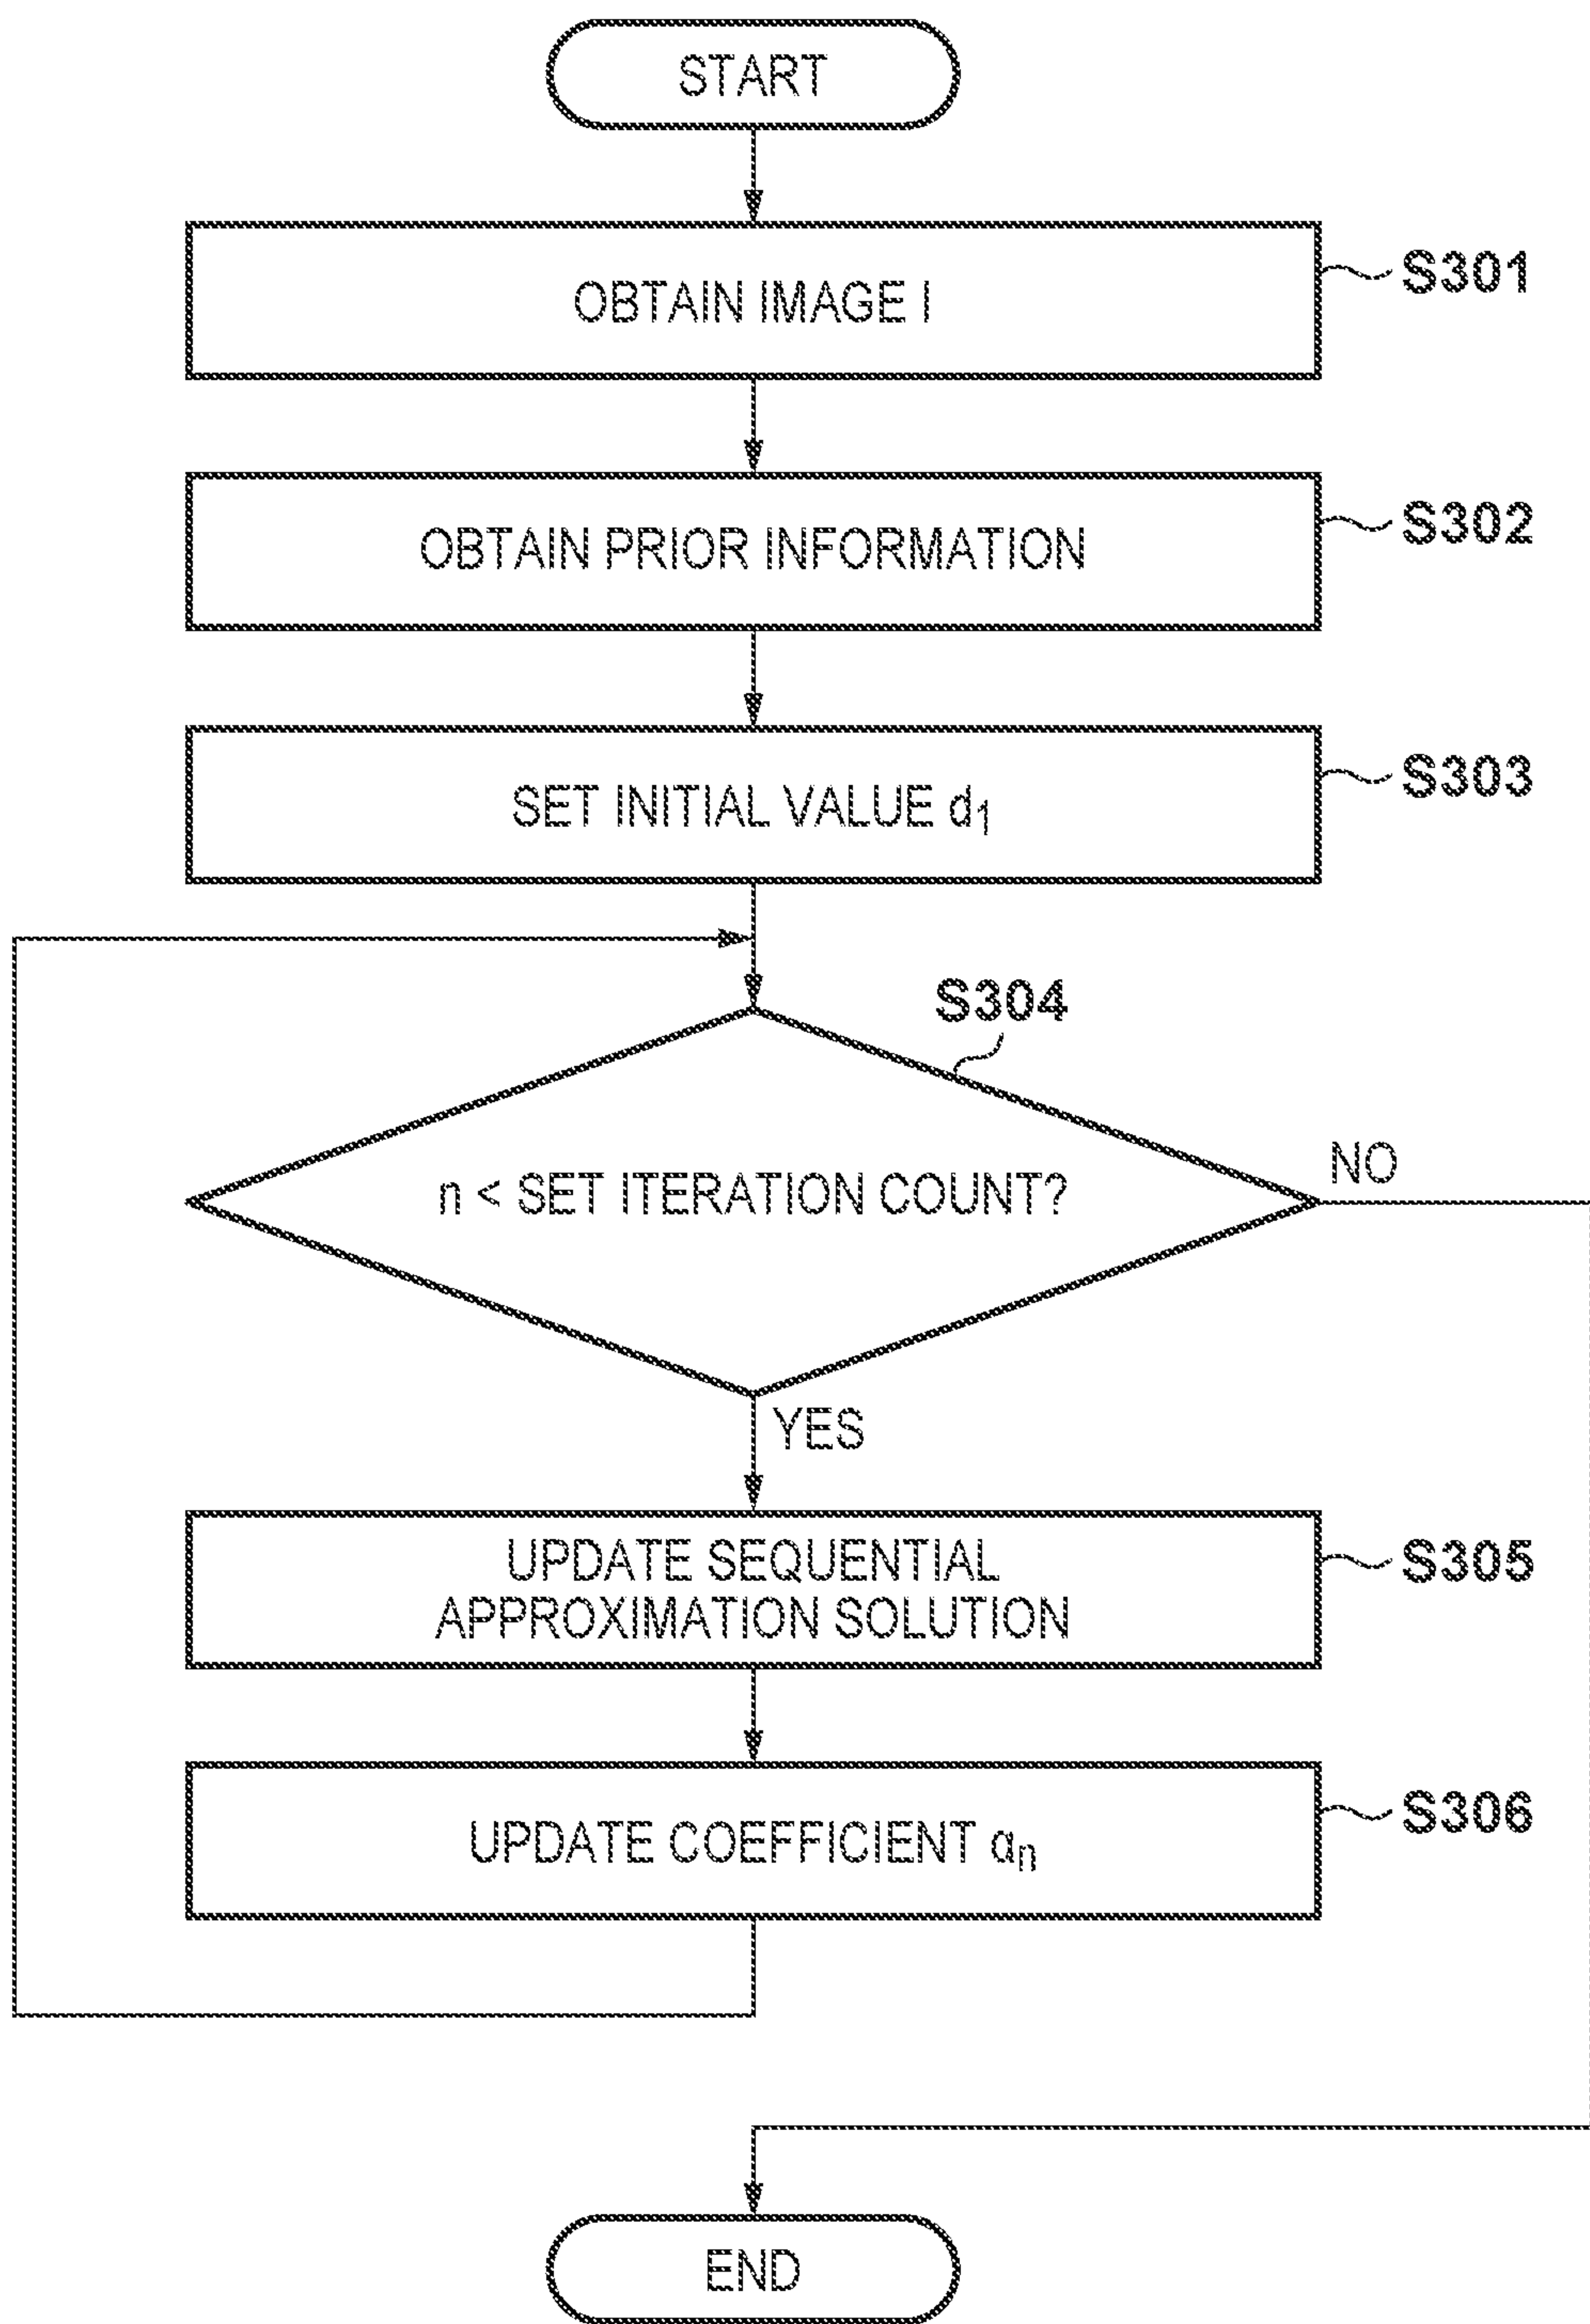 START
OBTAIN IMAGE I
S301
OBTAIN PRIOR INFORMATION
S302
SET INITIAL VALUE d₁
S303
S304
n < SET ITERATION COUNT?
NO
YES
UPDATE SEQUENTIAL
APPROXIMATION SOLUTION
S305
UPDATE COEFFICIENT αₙ
S306
END